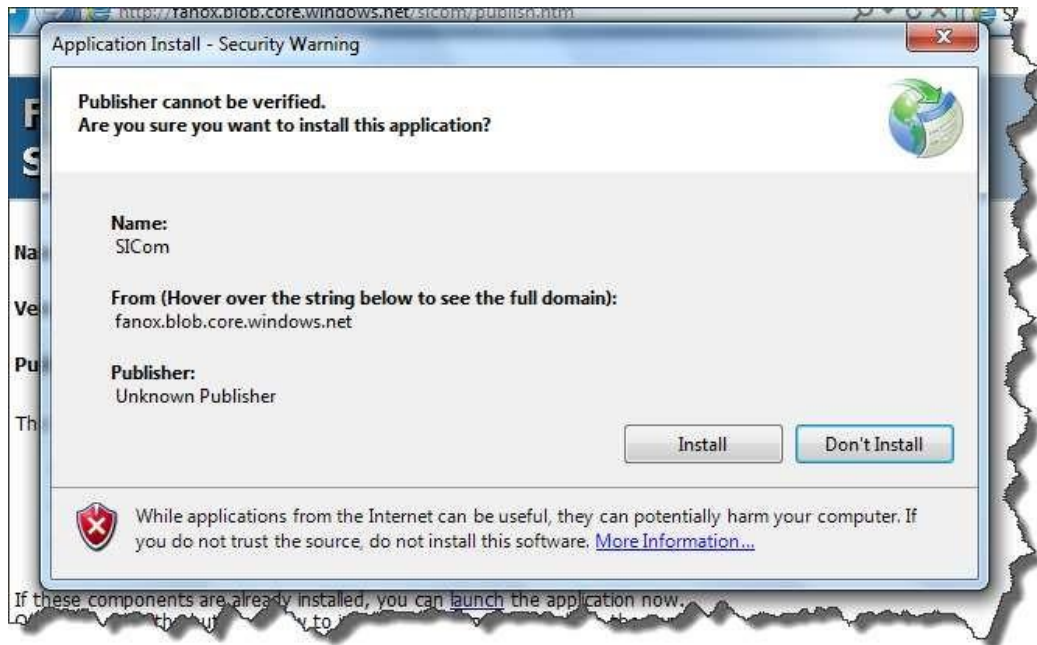 http://fanox.blob.core.windows.net/sicom/publish.htm
Application Install - Security Warning
Publisher cannot be verified.
Are you sure you want to install this application?
Name:
SICom
From (Hover over the string below to see the full domain):
fanox.blob.core.windows.net
Publisher:
Unknown Publisher
Install
Don't Install
While applications from the Internet can be useful, they can potentially harm your computer. If
you do not trust the source, do not install this software. More Information...
If these components are already installed, you can launch the application now.